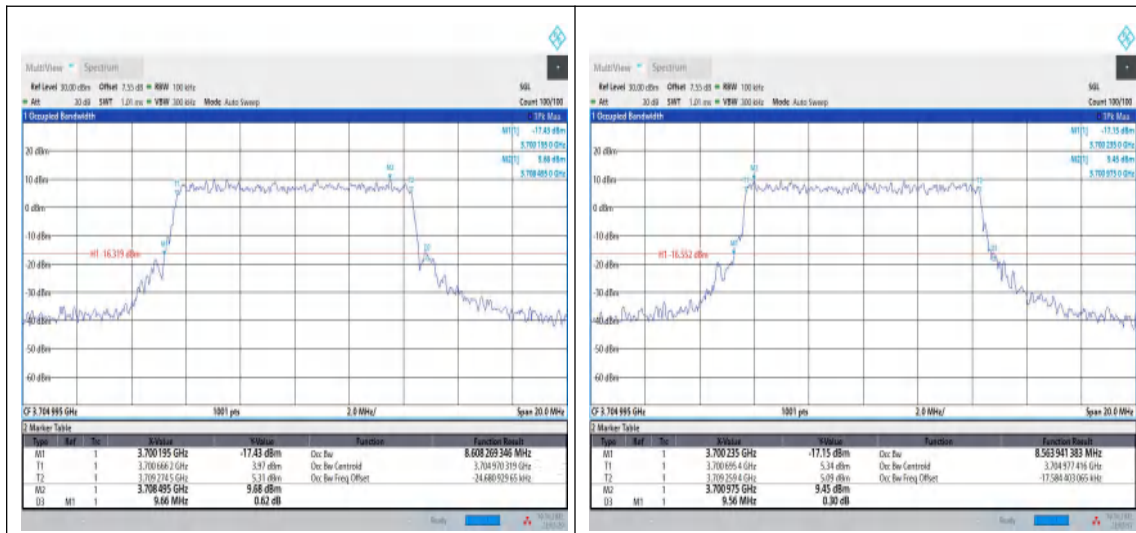 MultiView Spectrum
Ref Level 30.00 dBm Offset 7.55 dB RBW 100 kHz SGL
Att 30 dB SWT 1.01 ms VBW 300 kHz Mode Auto Sweep Count 100/100
1 Occupied Bandwidth 1Pk Max
M1[1] -17.43 dBm
3.700 195 0 GHz
M2[1] 9.68 dBm
3.708 495 0 GHz
20 dBm
10 dBm
M2
T1 T2
0 dBm
-10 dBm
M1 D3
H1 -16.319 dBm
-20 dBm
-30 dBm
-40 dBm
-50 dBm
-60 dBm
CF 3.704 995 GHz 1001 pts 2.0 MHz/ Span 20.0 MHz
2 Marker Table
Type Ref Trc X-Value Y-Value Function Function Result
M1 1 3.700195 GHz -17.43 dBm Occ Bw 8.608 269 346 MHz
T1 1 3.700 666 2 GHz 3.97 dBm Occ Bw Centroid 3.704 970 319 GHz
T2 1 3.709 274 5 GHz 5.31 dBm Occ Bw Freq Offset -24.680 929 65 kHz
M2 1 3.708 495 GHz 9.68 dBm
D3 M1 1 9.66 MHz 0.62 dB
Ready
MultiView Spectrum
Ref Level 30.00 dBm Offset 7.55 dB RBW 100 kHz SGL
Att 30 dB SWT 1.01 ms VBW 300 kHz Mode Auto Sweep Count 100/100
1 Occupied Bandwidth 1Pk Max
M1[1] -17.15 dBm
3.700 235 0 GHz
M2[1] 9.45 dBm
3.700 975 0 GHz
20 dBm
10 dBm
M2
T1 T2
0 dBm
-10 dBm
M1 D3
H1 -16.552 dBm
-20 dBm
-30 dBm
-40 dBm
-50 dBm
-60 dBm
CF 3.704 995 GHz 1001 pts 2.0 MHz/ Span 20.0 MHz
2 Marker Table
Type Ref Trc X-Value Y-Value Function Function Result
M1 1 3.700235 GHz -17.15 dBm Occ Bw 8.563 941 383 MHz
T1 1 3.700 695 4 GHz 5.34 dBm Occ Bw Centroid 3.704 977 416 GHz
T2 1 3.709 259 4 GHz 5.09 dBm Occ Bw Freq Offset -17.584 403 065 kHz
M2 1 3.700 975 GHz 9.45 dBm
D3 M1 1 9.56 MHz 0.30 dB
Ready